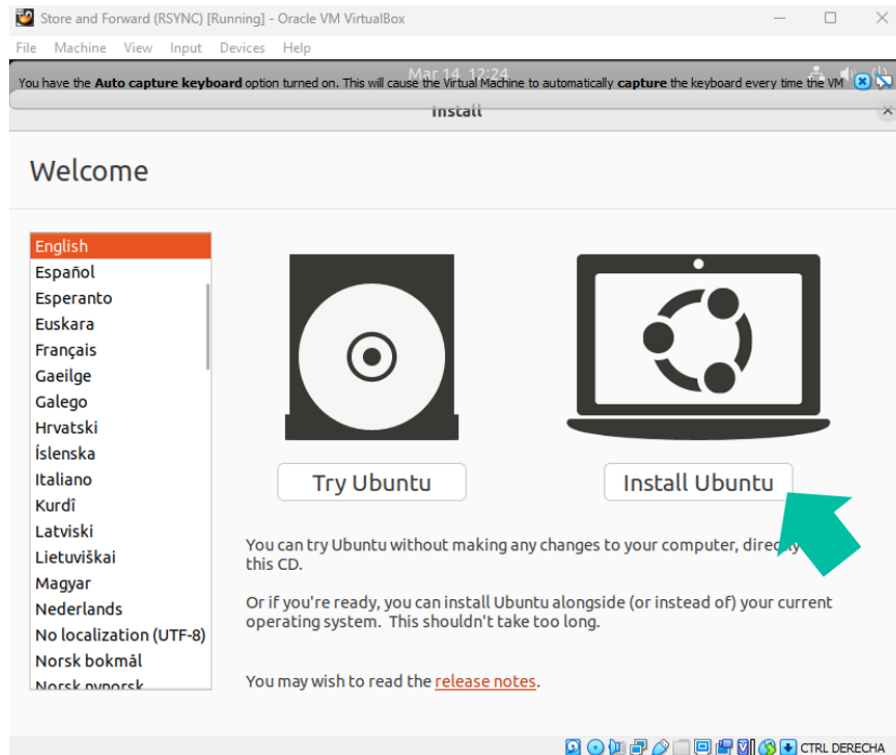 Store and Forward (RSYNC) [Running] - Oracle VM VirtualBox
File Machine View Input Devices Help
Mar 14 12:24
You have the Auto capture keyboard option turned on. This will cause the Virtual Machine to automatically capture the keyboard every time the VM
Install
Welcome
English
Español
Esperanto
Euskara
Français
Gaeilge
Galego
Hrvatski
Íslenska
Italiano
Kurdî
Latviski
Lietuviškai
Magyar
Nederlands
No localization (UTF-8)
Norsk bokmål
Norsk nynorsk
Try Ubuntu
Install Ubuntu
You can try Ubuntu without making any changes to your computer, directly
this CD.
Or if you're ready, you can install Ubuntu alongside (or instead of) your current
operating system. This shouldn't take too long.
You may wish to read the release notes.
CTRL DERECHA